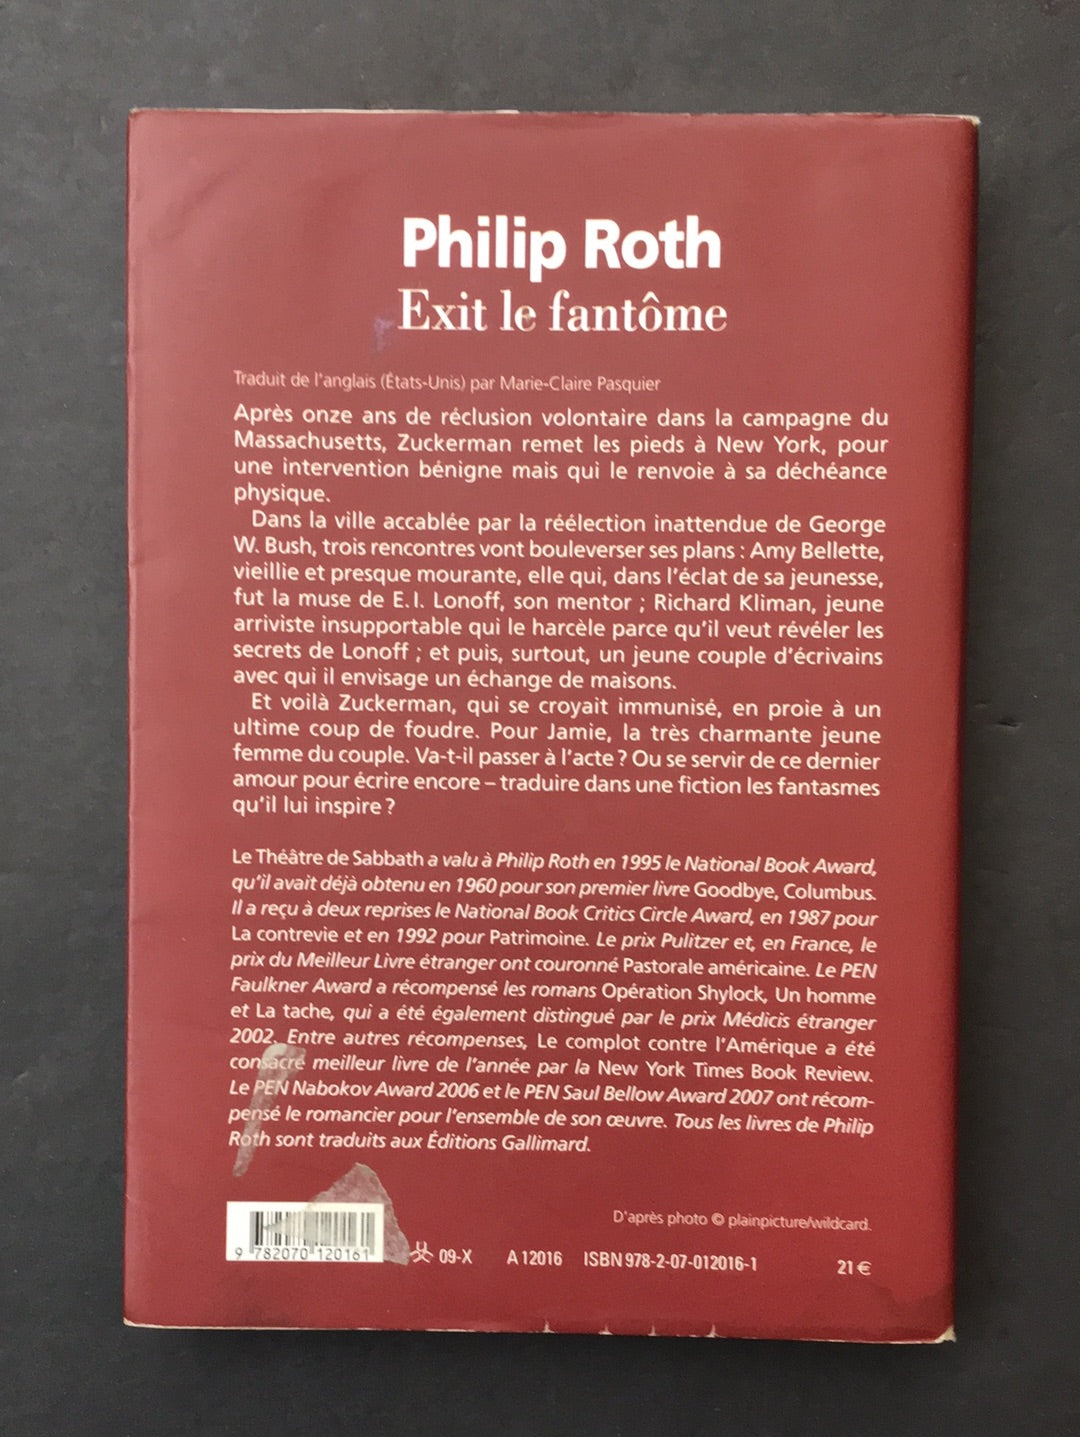 Philip Roth
Exit le fantôme
Traduit de l'anglais (États-Unis) par Marie-Claire Pasquier
Après onze ans de réclusion volontaire dans la campagne du
Massachusetts, Zuckerman remet les pieds à New York, pour
une intervention bénigne mais qui le renvoie à sa déchéance
physique.
Dans la ville accablée par la réélection inattendue de George
W. Bush, trois rencontres vont bouleverser ses plans : Amy Bellette,
vieillie et presque mourante, elle qui, dans l'éclat de sa jeunesse,
fut la muse de E. I. Lonoff, son mentor ; Richard Kliman, jeune
arriviste insupportable qui le harcèle parce qu'il veut révéler les
secrets de Lonoff ; et puis, surtout, un jeune couple d'écrivains
avec qui il envisage un échange de maisons.
Et voilà Zuckerman, qui se croyait immunisé, en proie à un
ultime coup de foudre. Pour Jamie, la très charmante jeune
femme du couple. Va-t-il passer à l'acte ? Ou se servir de ce dernier
amour pour écrire encore – traduire dans une fiction les fantasmes
qu'il lui inspire ?
Le Théâtre de Sabbath a valu à Philip Roth en 1995 le National Book Award,
qu'il avait déjà obtenu en 1960 pour son premier livre Goodbye, Columbus.
Il a reçu à deux reprises le National Book Critics Circle Award, en 1987 pour
La contrevie et en 1992 pour Patrimoine. Le prix Pulitzer et, en France, le
prix du Meilleur Livre étranger ont couronné Pastorale américaine. Le PEN
Faulkner Award a récompensé les romans Opération Shylock, Un homme
et La tache, qui a été également distingué par le prix Médicis étranger
2002. Entre autres récompenses, Le complot contre l'Amérique a été
consacré meilleur livre de l'année par la New York Times Book Review.
Le PEN Nabokov Award 2006 et le PEN Saul Bellow Award 2007 ont récom-
pensé le romancier pour l'ensemble de son œuvre. Tous les livres de Philip
Roth sont traduits aux Éditions Gallimard.
D'après photo © plainpicture/wildcard.
9 782070 120161
09-X A 12016 ISBN 978-2-07-012016-1 21 €